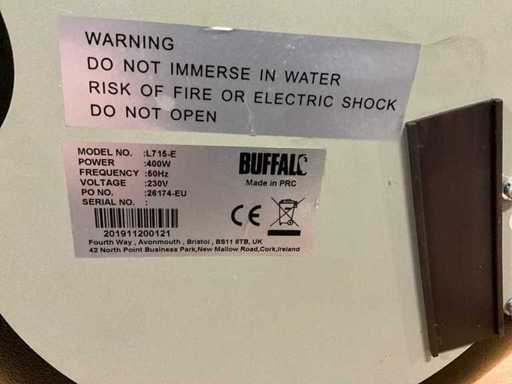 WARNING
DO NOT IMMERSE IN WATER
RISK OF FIRE OR ELECTRIC SHOCK
DO NOT OPEN
MODEL NO. :L715-E
POWER :400W
FREQUENCY :50Hz
VOLTAGE :230V
PO NO. :26174-EU
SERIAL NO. :
BUFFALO
Made in PRC
CE
201911200121
Fourth Way , Avonmouth , Bristol , BS11 8TB, UK
42 North Point Business Park,New Mallow Road,Cork,Ireland